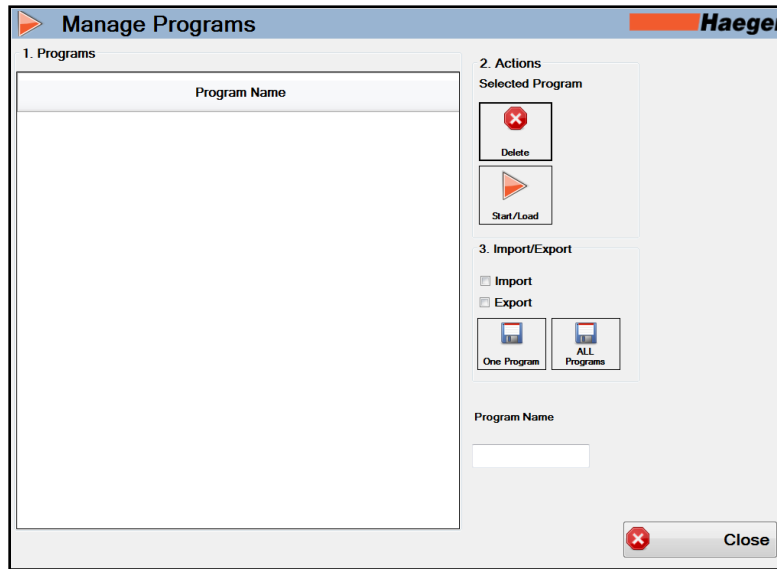 Manage Programs
Haeger
1. Programs
Program Name
2. Actions
Selected Program
Delete
Start/Load
3. Import/Export
Import
Export
One Program
ALL
Programs
Program Name
Close